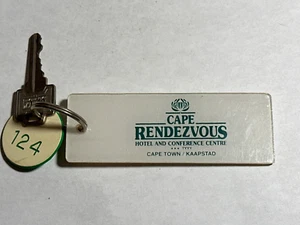 124
CAPE
RENDEZVOUS
HOTEL AND CONFERENCE CENTRE
CAPE TOWN / KAAPSTAD